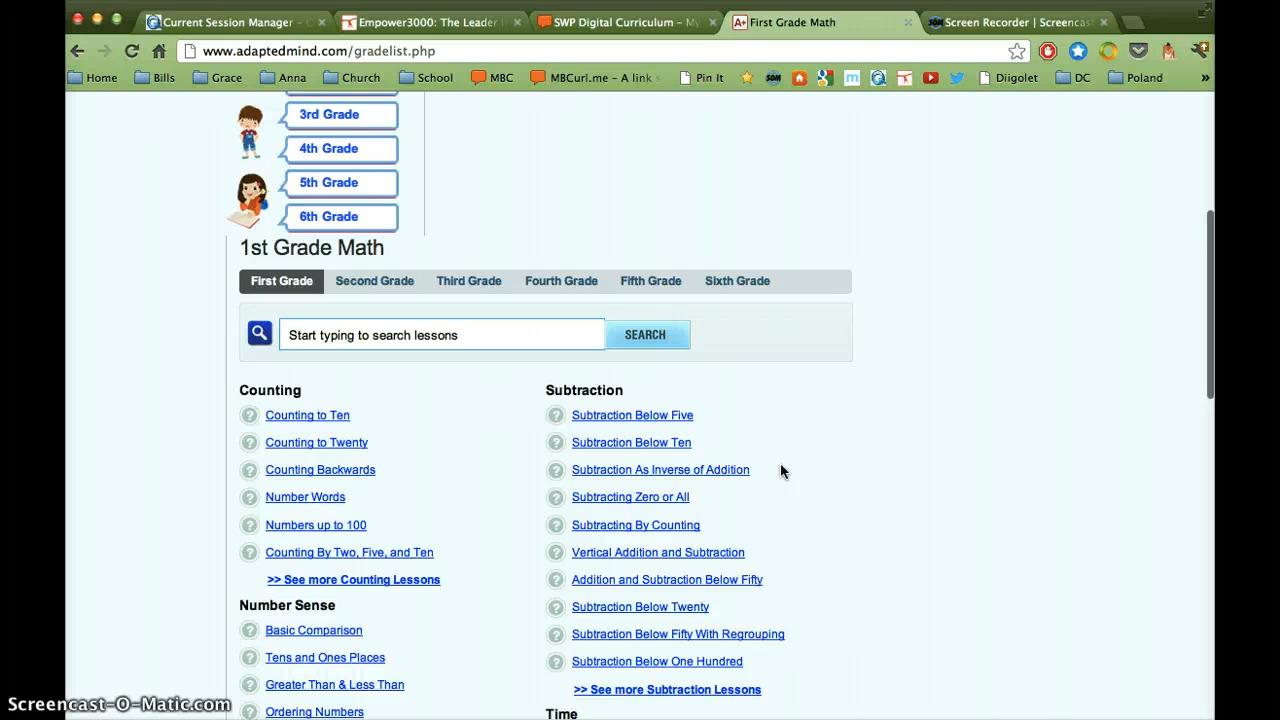 Current Session Manager -
Empower3000: The Leader
SWP Digital Curriculum – My
First Grade Math
Screen Recorder | Screencas
www.adaptedmind.com/gradelist.php
Home
Bills
Grace
Anna
Church
School
MBC
MBCurl.me - A link s
Pin It
Diigolet
DC
Poland
»
3rd Grade
4th Grade
5th Grade
6th Grade
1st Grade Math
First Grade
Second Grade
Third Grade
Fourth Grade
Fifth Grade
Sixth Grade
Start typing to search lessons
SEARCH
Counting
Counting to Ten
Counting to Twenty
Counting Backwards
Number Words
Numbers up to 100
Counting By Two, Five, and Ten
>> See more Counting Lessons
Number Sense
Basic Comparison
Tens and Ones Places
Greater Than & Less Than
Ordering Numbers
Subtraction
Subtraction Below Five
Subtraction Below Ten
Subtraction As Inverse of Addition
Subtracting Zero or All
Subtracting By Counting
Vertical Addition and Subtraction
Addition and Subtraction Below Fifty
Subtraction Below Twenty
Subtraction Below Fifty With Regrouping
Subtraction Below One Hundred
>> See more Subtraction Lessons
Time
Screencast-O-Matic.com